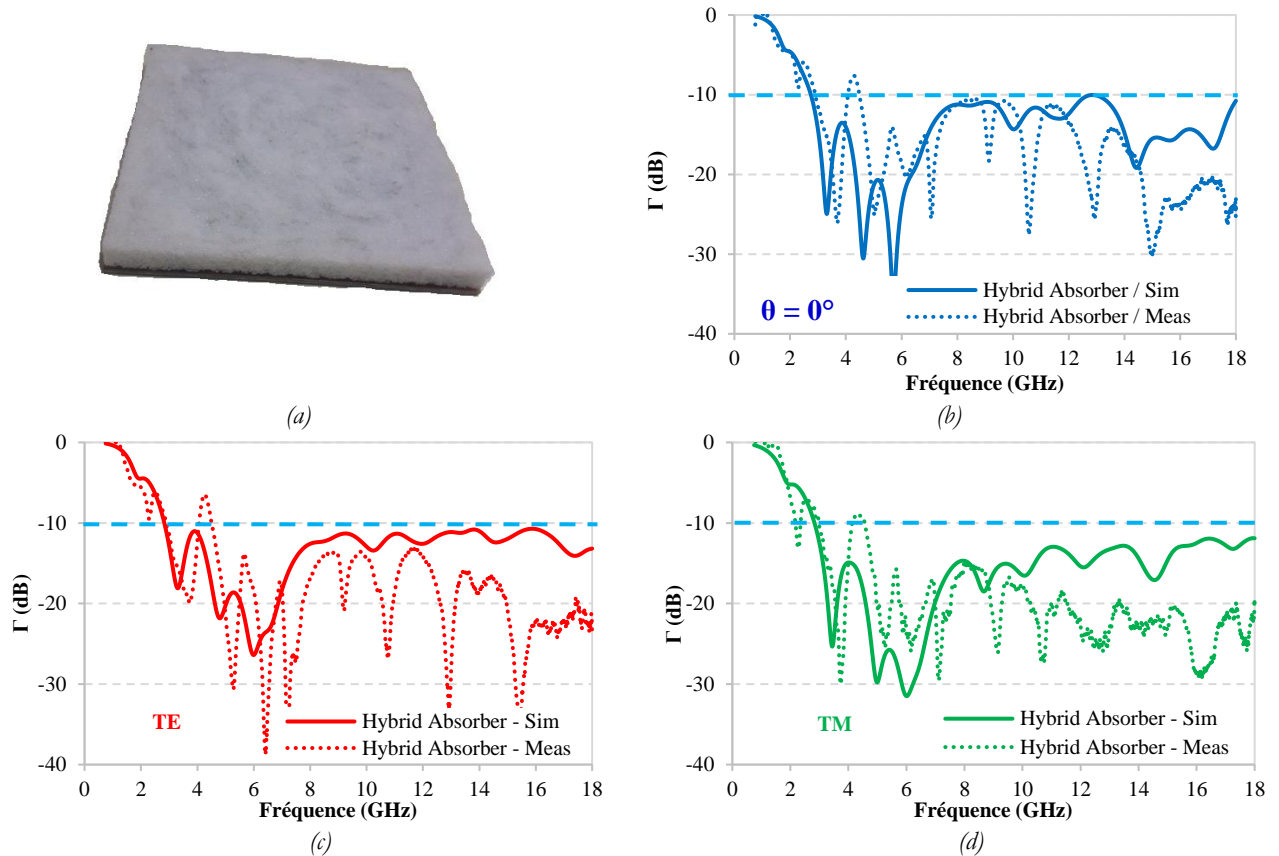 0
-10
-20
-30
-40
Γ (dB)
0 2 4 6 8 10 12 14 16 18
Fréquence (GHz)
θ = 0°
Hybrid Absorber / Sim
Hybrid Absorber / Meas
(a)
(b)
0
-10
-20
-30
-40
Γ (dB)
0 2 4 6 8 10 12 14 16 18
Fréquence (GHz)
TE
Hybrid Absorber - Sim
Hybrid Absorber - Meas
(c)
0
-10
-20
-30
-40
Γ (dB)
0 2 4 6 8 10 12 14 16 18
Fréquence (GHz)
TM
Hybrid Absorber - Sim
Hybrid Absorber - Meas
(d)